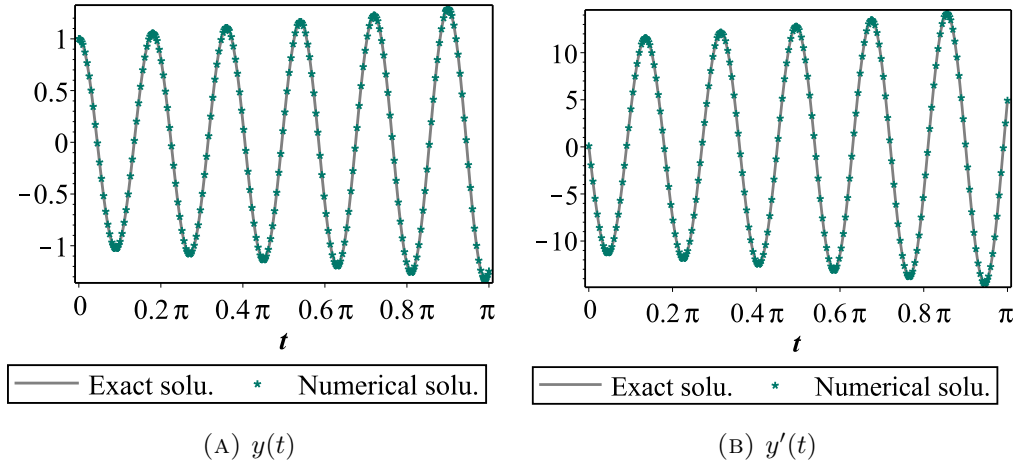 1
0.5
0
−0.5
−1
0 0.2 π 0.4 π 0.6 π 0.8 π π
t
Exact solu. Numerical solu.
(A) y(t)
10
5
0
−5
−10
0 0.2 π 0.4 π 0.6 π 0.8 π π
t
Exact solu. Numerical solu.
(B) y′(t)